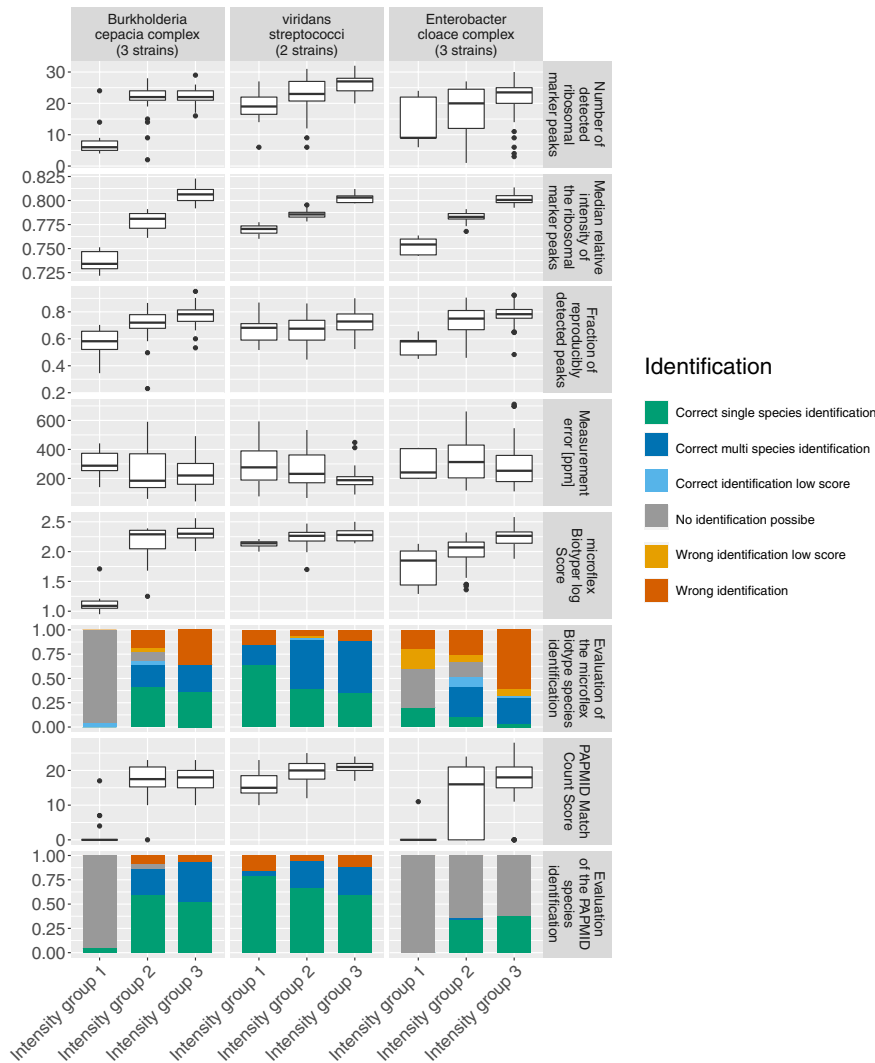 Burkholderia
cepacia complex
(3 strains)
viridans
streptococci
(2 strains)
Enterobacter
cloace complex
(3 strains)
30
20
10
0
Number of
detected
ribosomal
marker peaks
0.825
0.800
0.775
0.750
0.725
Median relative
intensity of
the ribosomal
marker peaks
0.8
0.6
0.4
0.2
Fraction of
reproducibly
detected peaks
600
400
200
Measurement
error [ppm]
2.5
2.0
1.5
1.0
microflex
Biotyper log
Score
1.00
0.75
0.50
0.25
0.00
Evaluation of
the microflex
Biotype species
identification
20
10
0
PAPMID Match
Count Score
1.00
0.75
0.50
0.25
0.00
Evaluation
of the PAPMID
species
identification
Intensity group 1
Intensity group 2
Intensity group 3
Intensity group 1
Intensity group 2
Intensity group 3
Intensity group 1
Intensity group 2
Intensity group 3
Identification
Correct single species identification
Correct multi species identification
Correct identification low score
No identification possibe
Wrong identification low score
Wrong identification